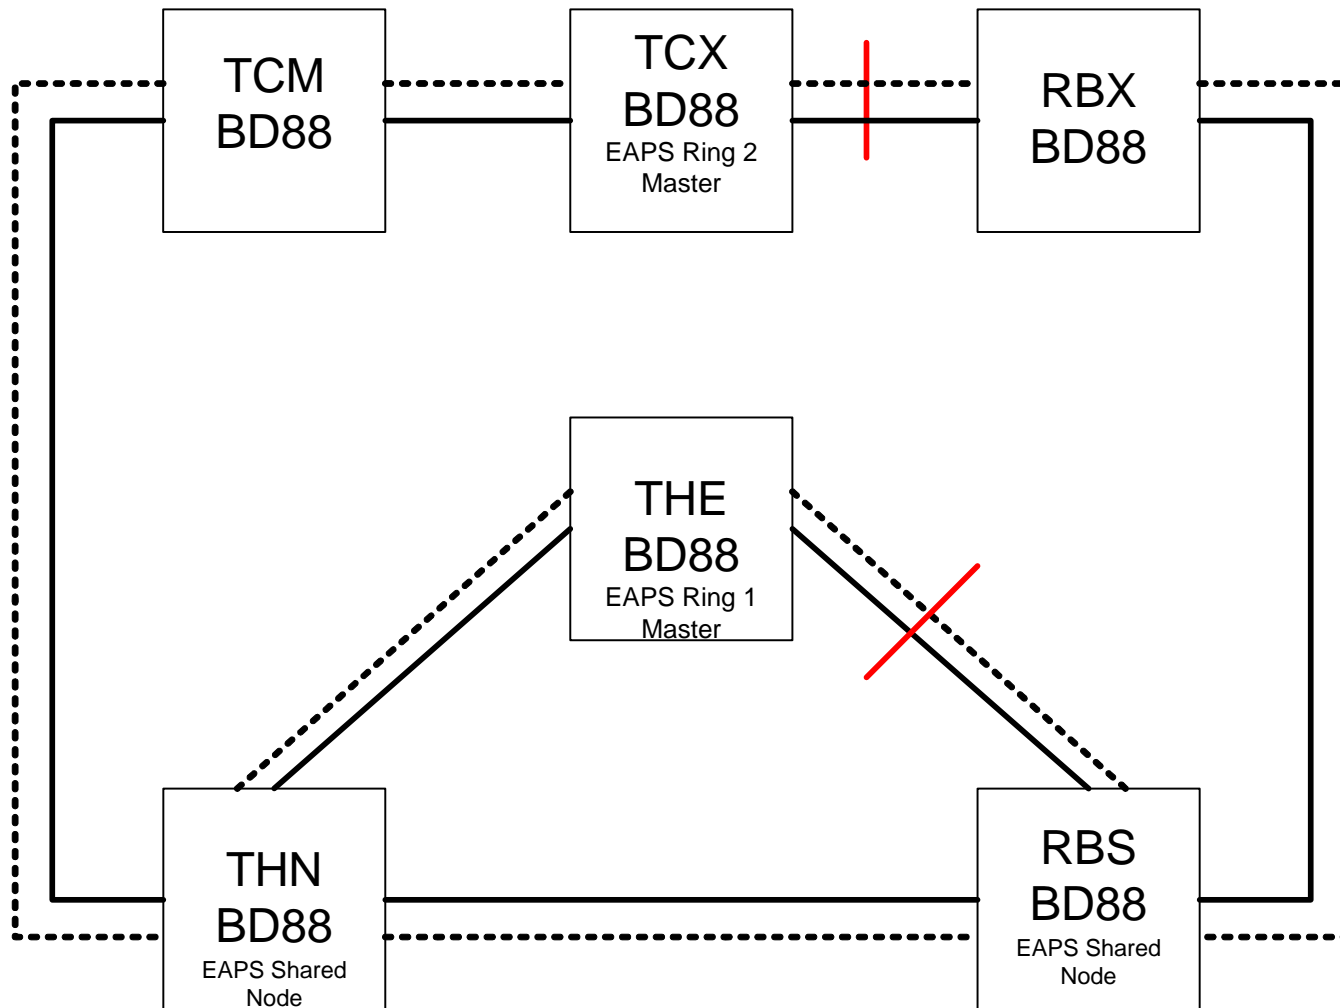 TCM
BD88
TCX
BD88
EAPS Ring 2
Master
RBX
BD88
THE
BD88
EAPS Ring 1
Master
THN
BD88
EAPS Shared
Node
RBS
BD88
EAPS Shared
Node